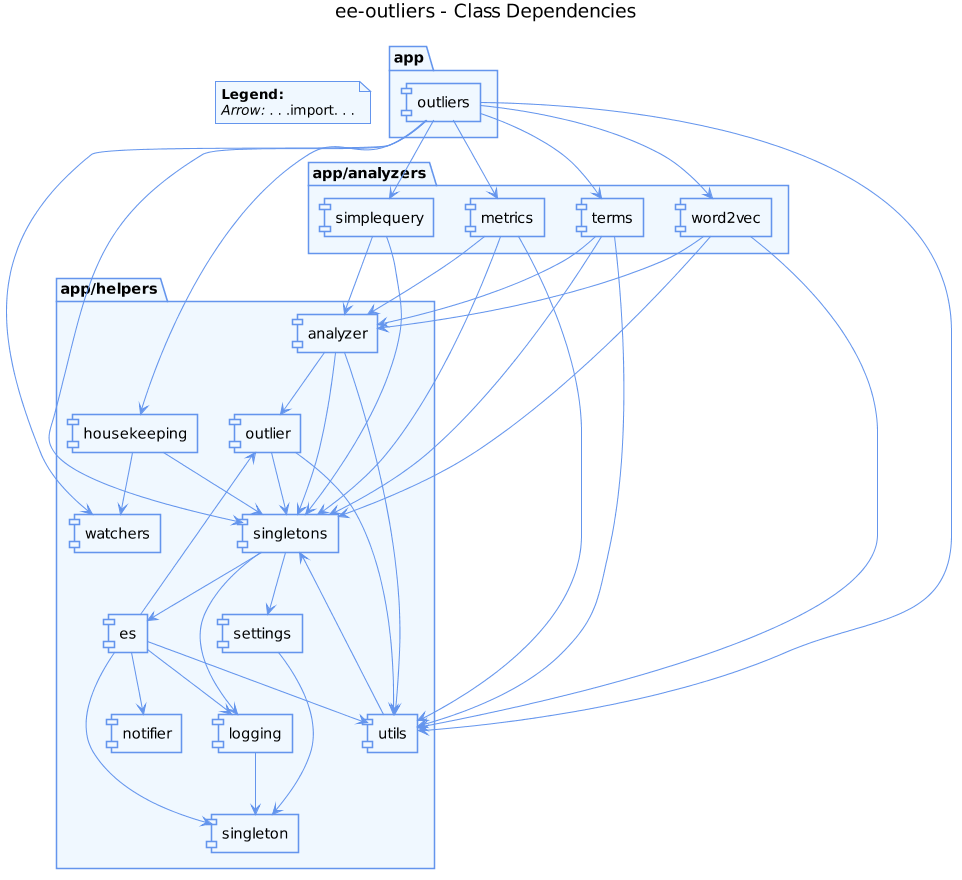 ee-outliers - Class Dependencies
app
outliers
Legend:
Arrow: . . .import. . .
app/analyzers
simplequery
metrics
terms
word2vec
app/helpers
analyzer
housekeeping
outlier
watchers
singletons
es
settings
notifier
logging
utils
singleton